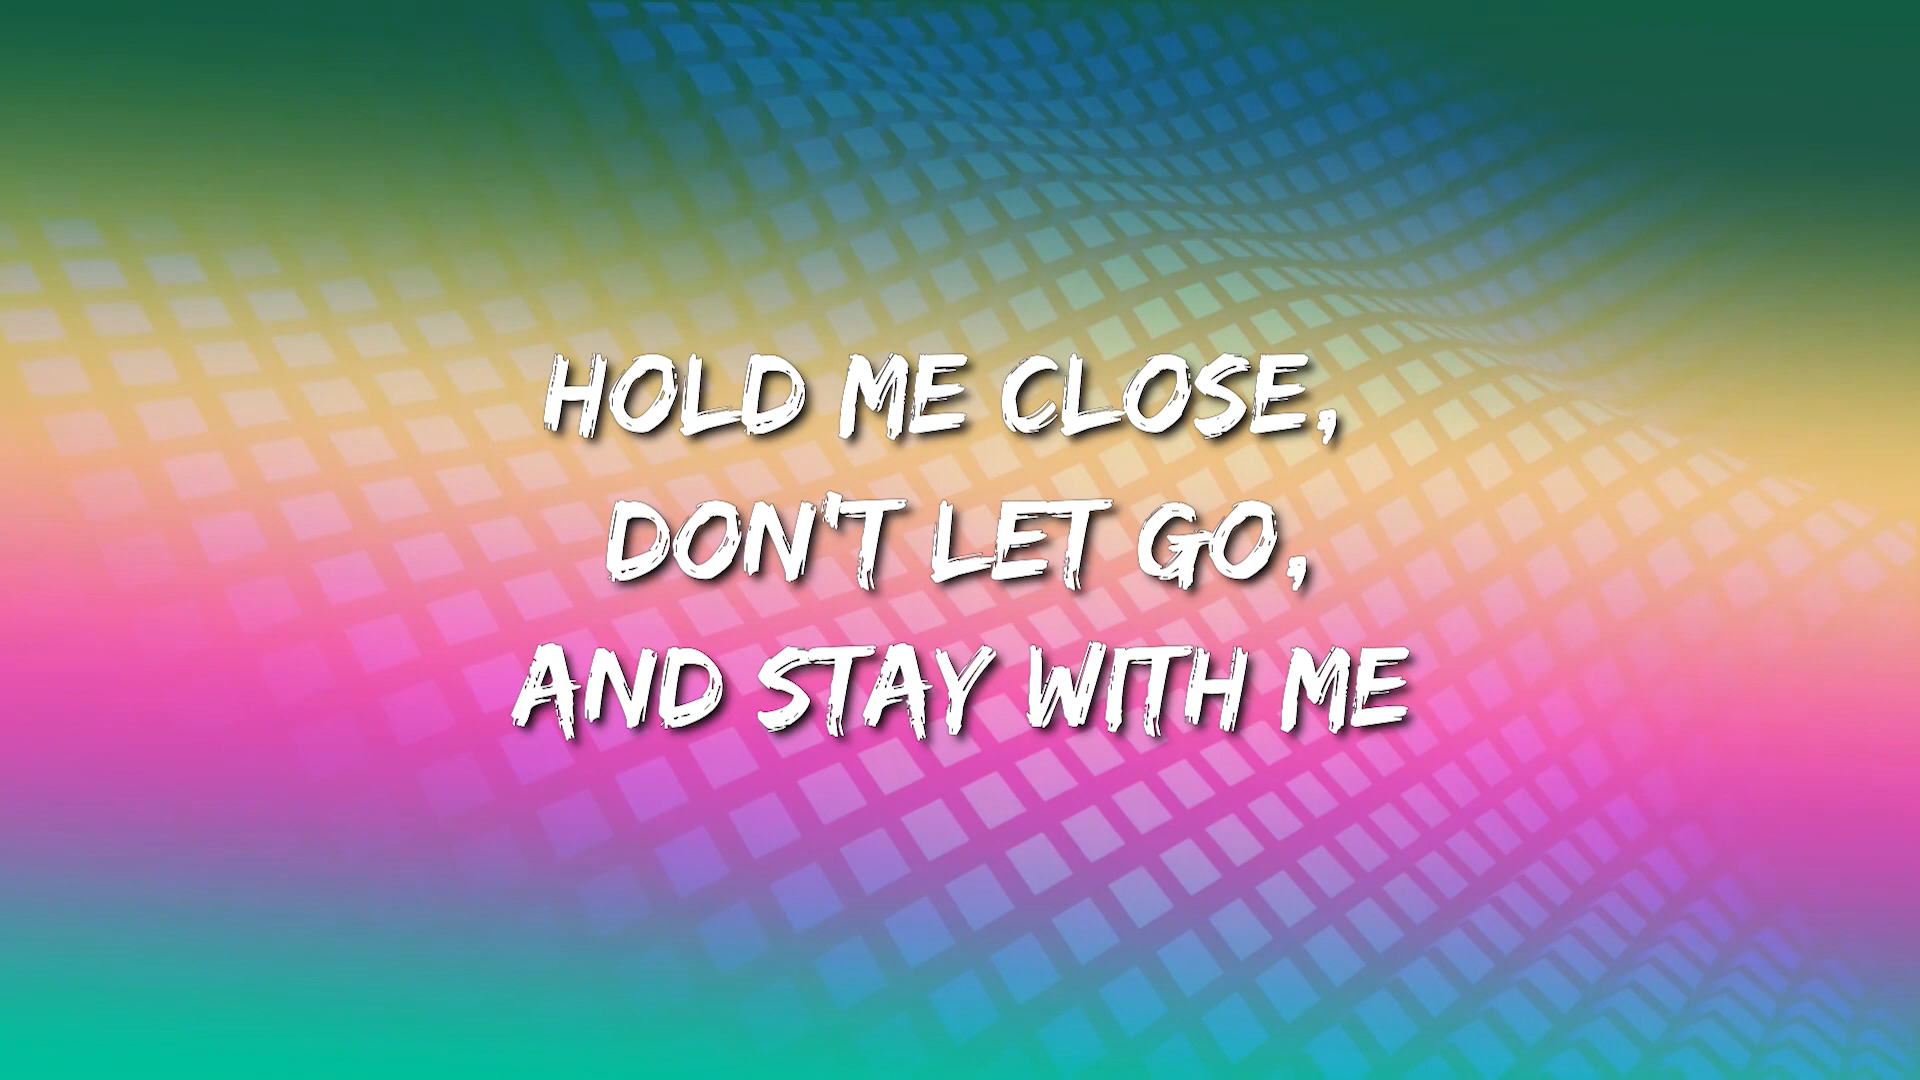 HOLD ME CLOSE,
DON'T LET GO,
AND STAY WITH ME